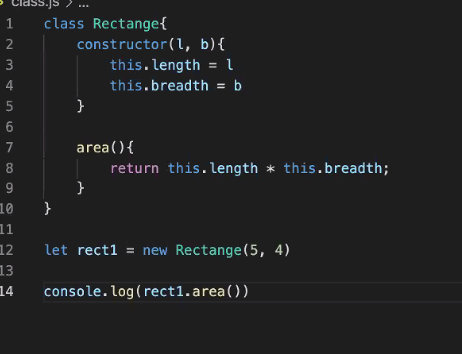 class.js > ...
1 class Rectange{
2 constructor(l, b){
3 this.length = l
4 this.breadth = b
5 }
6
7 area(){
8 return this.length * this.breadth;
9 }
10 }
11
12 let rect1 = new Rectange(5, 4)
13
14 console.log(rect1.area())